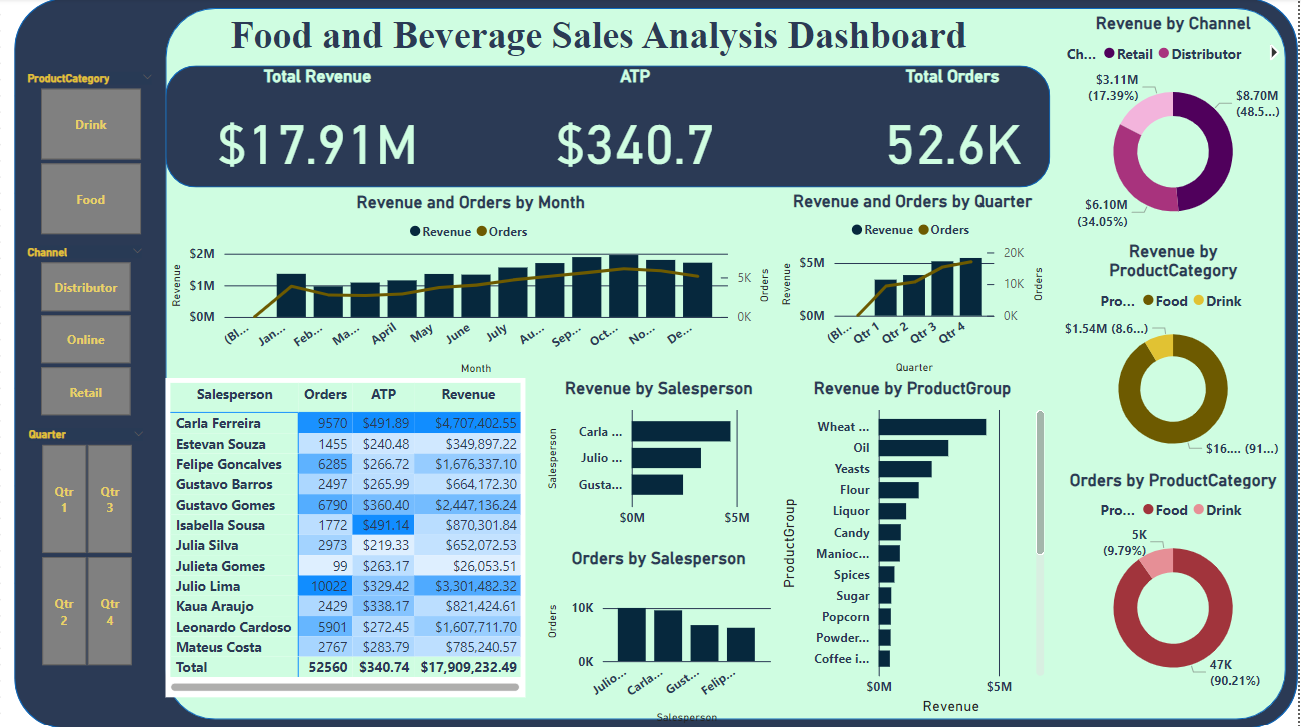 Food and Beverage Sales Analysis Dashboard
ProductCategory
Drink
Food
Channel
Distributor
Online
Retail
Quarter
Qtr 1
Qtr 3
Qtr 2
Qtr 4
Total Revenue
ATP
Total Orders
$17.91M
$340.7
52.6K
Revenue and Orders by Month
Revenue Orders
Revenue
$2M
$1M
$0M
5K
0K
Orders
(Bl...
Jan...
Feb...
Ma...
April
May
June
July
Au...
Sep...
Oct...
No...
De...
Month
Revenue and Orders by Quarter
Revenue Orders
Revenue
$5M
$0M
20K
10K
0K
Orders
(Bl...
Qtr 1
Qtr 2
Qtr 3
Qtr 4
Quarter
Salesperson Orders ATP Revenue
Carla Ferreira 9570 $491.89 $4,707,402.55
Estevan Souza 1455 $240.48 $349,897.22
Felipe Goncalves 6285 $266.72 $1,676,337.10
Gustavo Barros 2497 $265.99 $664,172.30
Gustavo Gomes 6790 $360.40 $2,447,136.24
Isabella Sousa 1772 $491.14 $870,301.84
Julia Silva 2973 $219.33 $652,072.53
Julieta Gomes 99 $263.17 $26,053.51
Julio Lima 10022 $329.42 $3,301,482.32
Kaua Araujo 2429 $338.17 $821,424.61
Leonardo Cardoso 5901 $272.45 $1,607,711.70
Mateus Costa 2767 $283.79 $785,240.57
Total 52560 $340.74 $17,909,232.49
Revenue by Salesperson
Salesperson
Carla ...
Julio ...
Gusta...
$0M
$5M
Orders by Salesperson
Orders
10K
0K
Julio...
Carla...
Gust...
Felip...
Salesperson
Revenue by ProductGroup
ProductGroup
Wheat ...
Oil
Yeasts
Flour
Liquor
Candy
Manioc...
Spices
Sugar
Popcorn
Powder...
Coffee i...
$0M
$5M
Revenue
Revenue by Channel
Ch... Retail Distributor
$3.11M
(17.39%)
$8.70M
(48.5...)
$6.10M
(34.05%)
Revenue by
ProductCategory
Pro... Food Drink
$1.54M (8.6...)
$16.... (91...)
Orders by ProductCategory
Pro... Food Drink
5K
(9.79%)
47K
(90.21%)